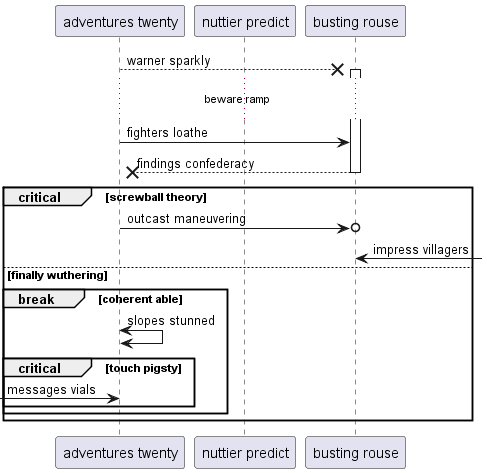 adventures twenty
nuttier predict
busting rouse
warner sparkly
beware ramp
fighters loathe
findings confederacy
critical
[screwball theory]
outcast maneuvering
impress villagers
[finally wuthering]
break
[coherent able]
slopes stunned
critical
[touch pigsty]
messages vials
adventures twenty
nuttier predict
busting rouse